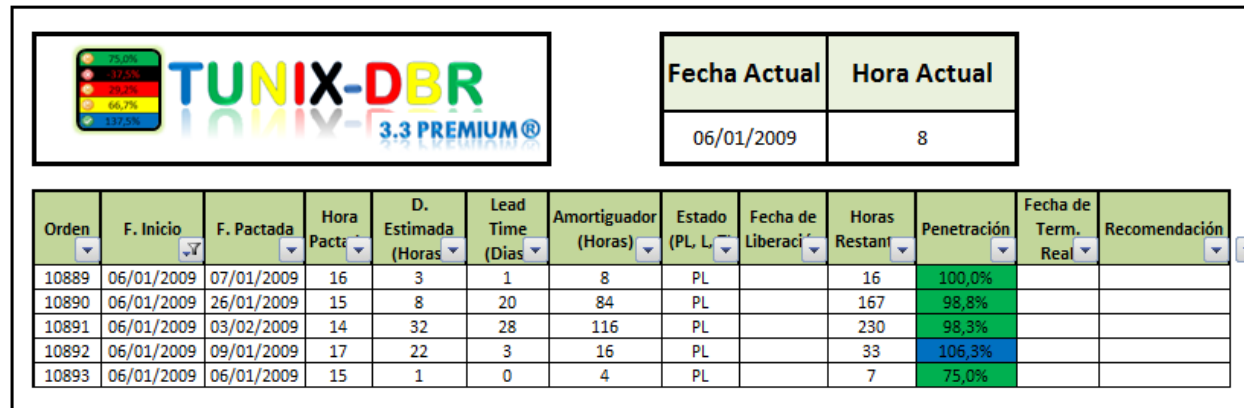 75,0%
-37,5%
29,2%
66,7%
137,5%
TUNIX-DBR
3.3 PREMIUM®
Fecha Actual Hora Actual
06/01/2009 8
Orden F. Inicio F. Pactada Hora Pacta D. Estimada (Horas Lead Time (Dias Amortiguador (Horas) Estado (PL, L, Fecha de Liberaci Horas Restant Penetración Fecha de Term. Real Recomendación
10889 06/01/2009 07/01/2009 16 3 1 8 PL 16 100,0%
10890 06/01/2009 26/01/2009 15 8 20 84 PL 167 98,8%
10891 06/01/2009 03/02/2009 14 32 28 116 PL 230 98,3%
10892 06/01/2009 09/01/2009 17 22 3 16 PL 33 106,3%
10893 06/01/2009 06/01/2009 15 1 0 4 PL 7 75,0%